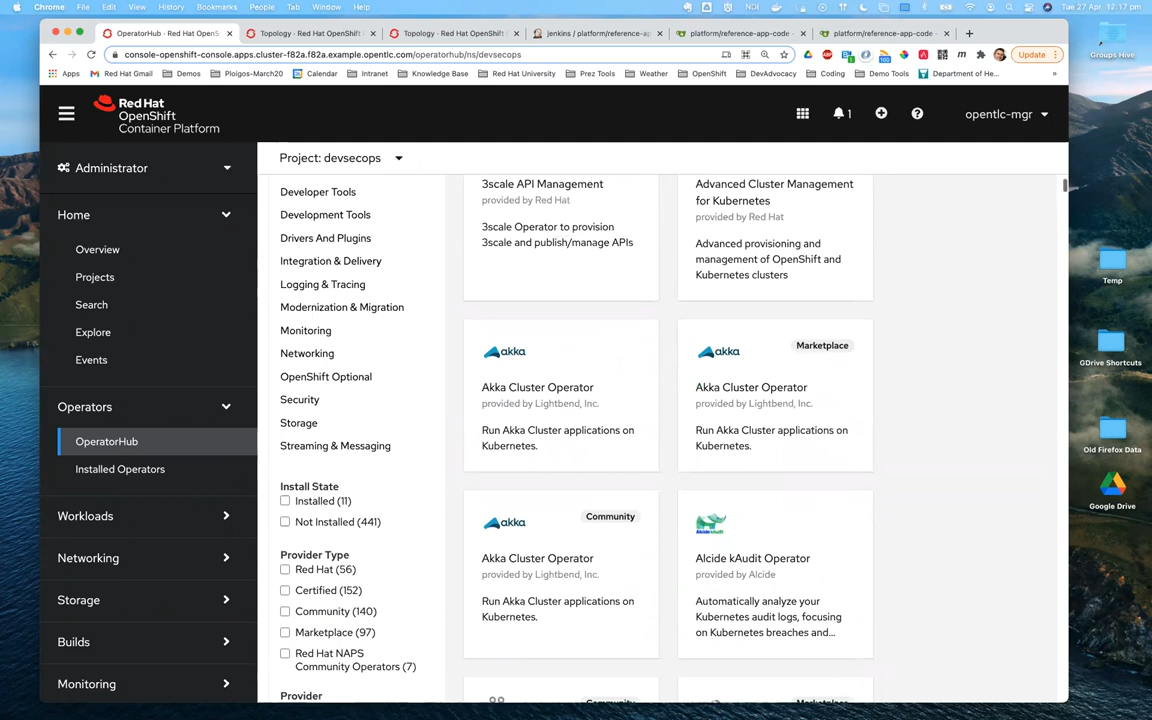 Chrome File Edit View History Bookmarks People Tab Window Help
Tue 27 Apr 12:17 pm
OperatorHub · Red Hat OpenS
Topology · Red Hat OpenShift
Topology · Red Hat OpenShift
jenkins / platform/reference-ap
platform/reference-app-code -
platform/reference-app-code -
console-openshift-console.apps.cluster-f82a.f82a.example.opentlc.com/operatorhub/ns/devsecops
Update
Apps Red Hat Gmail Demos Ploigos-March20 Calendar Intranet Knowledge Base Red Hat University Prez Tools Weather OpenShift DevAdvocacy Coding Demo Tools Department of He... »
Red Hat
OpenShift
Container Platform
1
opentlc-mgr
Administrator
Home
Overview
Projects
Search
Explore
Events
Operators
OperatorHub
Installed Operators
Workloads
Networking
Storage
Builds
Monitoring
Project: devsecops
Developer Tools
Development Tools
Drivers And Plugins
Integration & Delivery
Logging & Tracing
Modernization & Migration
Monitoring
Networking
OpenShift Optional
Security
Storage
Streaming & Messaging
Install State
Installed (11)
Not Installed (441)
Provider Type
Red Hat (56)
Certified (152)
Community (140)
Marketplace (97)
Red Hat NAPS
Community Operators (7)
Provider
3scale API Management
provided by Red Hat
3scale Operator to provision
3scale and publish/manage APIs
Advanced Cluster Management
for Kubernetes
provided by Red Hat
Advanced provisioning and
management of OpenShift and
Kubernetes clusters
akka
Akka Cluster Operator
provided by Lightbend, Inc.
Run Akka Cluster applications on
Kubernetes.
akka
Marketplace
Akka Cluster Operator
provided by Lightbend, Inc.
Run Akka Cluster applications on
Kubernetes.
akka
Community
Akka Cluster Operator
provided by Lightbend, Inc.
Run Akka Cluster applications on
Kubernetes.
Alcide kAudit
Alcide kAudit Operator
provided by Alcide
Automatically analyze your
Kubernetes audit logs, focusing
on Kubernetes breaches and...
Community
Marketplace
Groups Hive
Temp
GDrive Shortcuts
Old Firefox Data
Google Drive